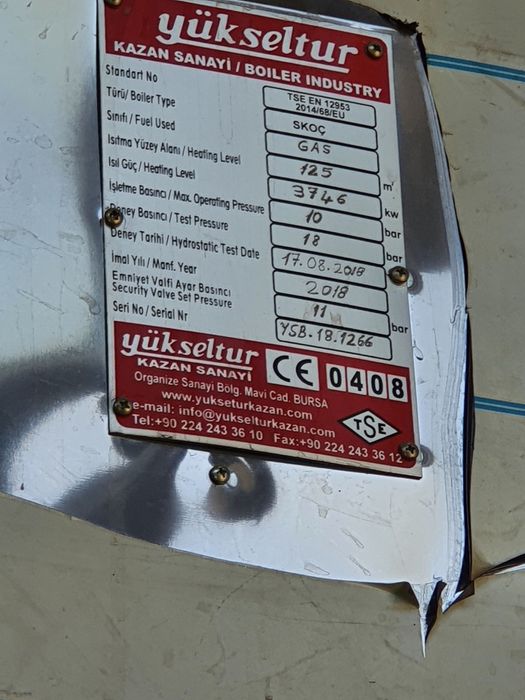 yükseltur
KAZAN SANAYİ / BOILER INDUSTRY
Standart No TSE EN 12953 2014/68/EU
Türü/ Boiler Type SKOÇ
Sınıfı / Fuel Used GAS
Isıtma Yüzey Alanı / Heating Level 125 m²
Isıl Güç / Heating Level 3746 kw
İşletme Basıncı / Max. Operating Pressure 10 bar
Deney Basıncı / Test Pressure 18 bar
Deney Tarihi / Hydrostatic Test Date 17.08.2018
İmal Yılı / Manf. Year 2018
Emniyet Valfi Ayar Basıncı
Security Valve Set Pressure 11 bar
Seri No / Serial Nr YSB.18.1266
yükseltur
KAZAN SANAYİ
CE 0408
Organize Sanayi Bölg. Mavi Cad. BURSA
www.yukselturkazan.com
e-mail: info@yukselturkazan.com
Tel:+90 224 243 36 10 Fax:+90 224 243 36 12
TSE